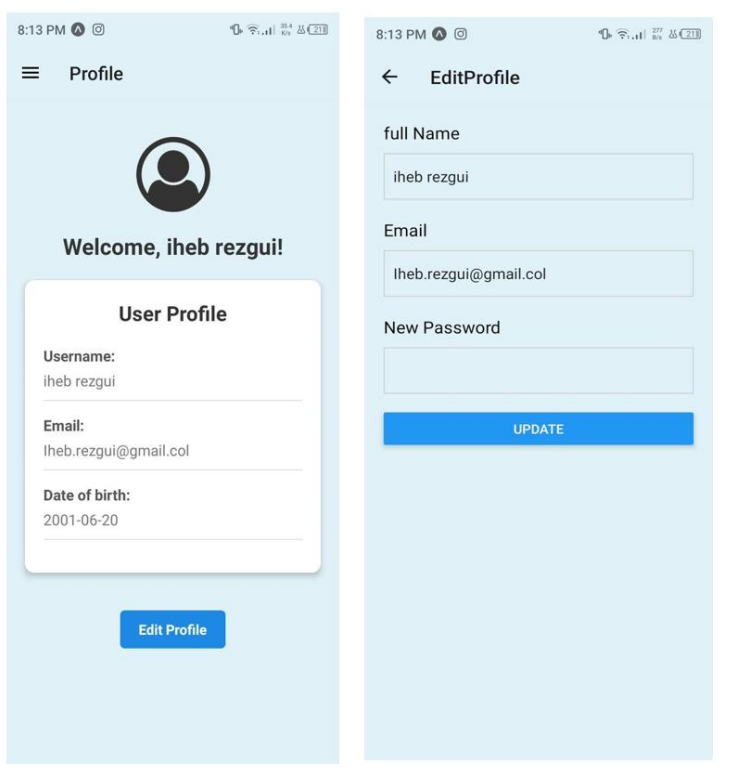 8:13 PM
Profile
Welcome, iheb rezgui!
User Profile
Username:
iheb rezgui
Email:
Iheb.rezgui@gmail.col
Date of birth:
2001-06-20
Edit Profile
8:13 PM
EditProfile
full Name
iheb rezgui
Email
Iheb.rezgui@gmail.col
New Password
UPDATE